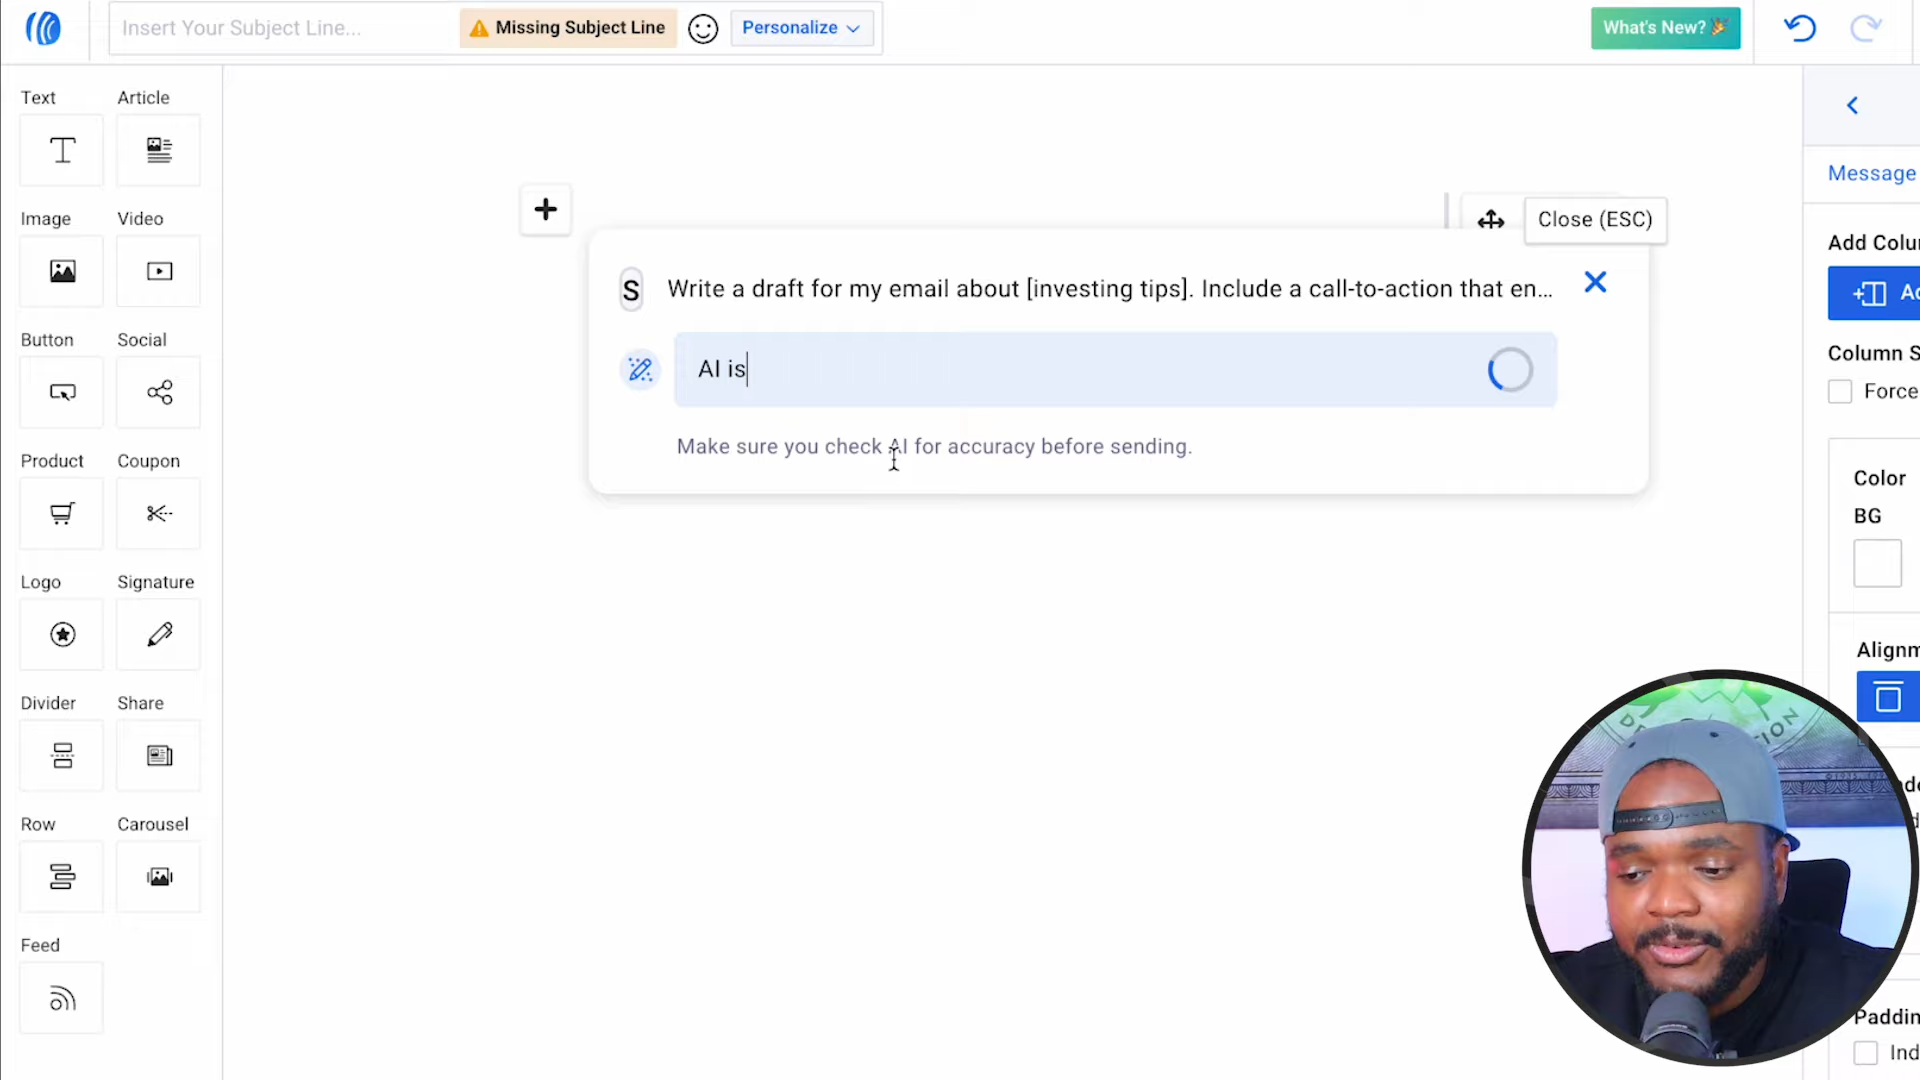 Insert Your Subject Line...
Missing Subject Line
Personalize
What's New?
Text
Article
Image
Video
Button
Social
Product
Coupon
Logo
Signature
Divider
Share
Row
Carousel
Feed
Close (ESC)
S
Write a draft for my email about [investing tips]. Include a call-to-action that en...
AI is
Make sure you check AI for accuracy before sending.
Message
Add Colu
Ad
Column S
Force
Color
BG
Alignm
Paddin
Ind